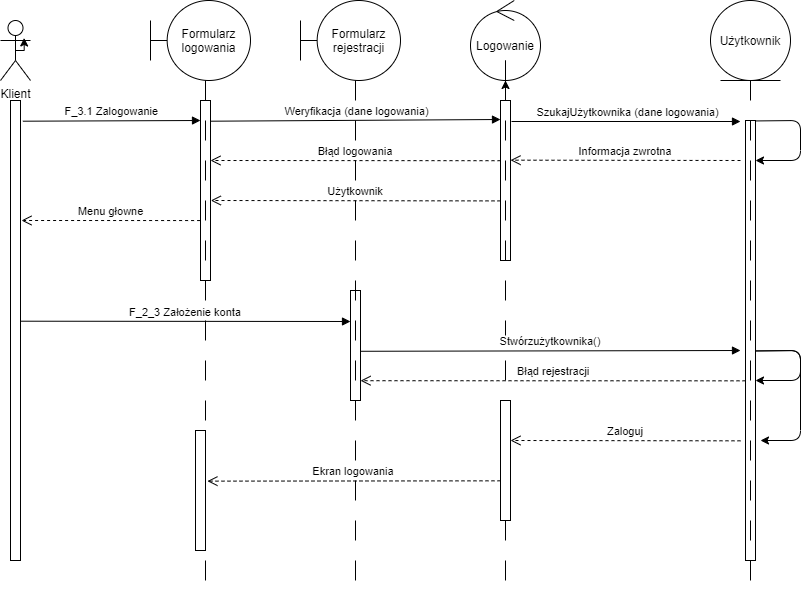 Formularz
logowania
Formularz
rejestracji
Logowanie
Użytkownik
Klient
F_3.1 Zalogowanie
Weryfikacja (dane logowania)
SzukajUżytkownika (dane logowania)
Błąd logowania
Informacja zwrotna
Użytkownik
Menu głowne
F_2_3 Założenie konta
Stwórzużytkownika()
Błąd rejestracji
Zaloguj
Ekran logowania